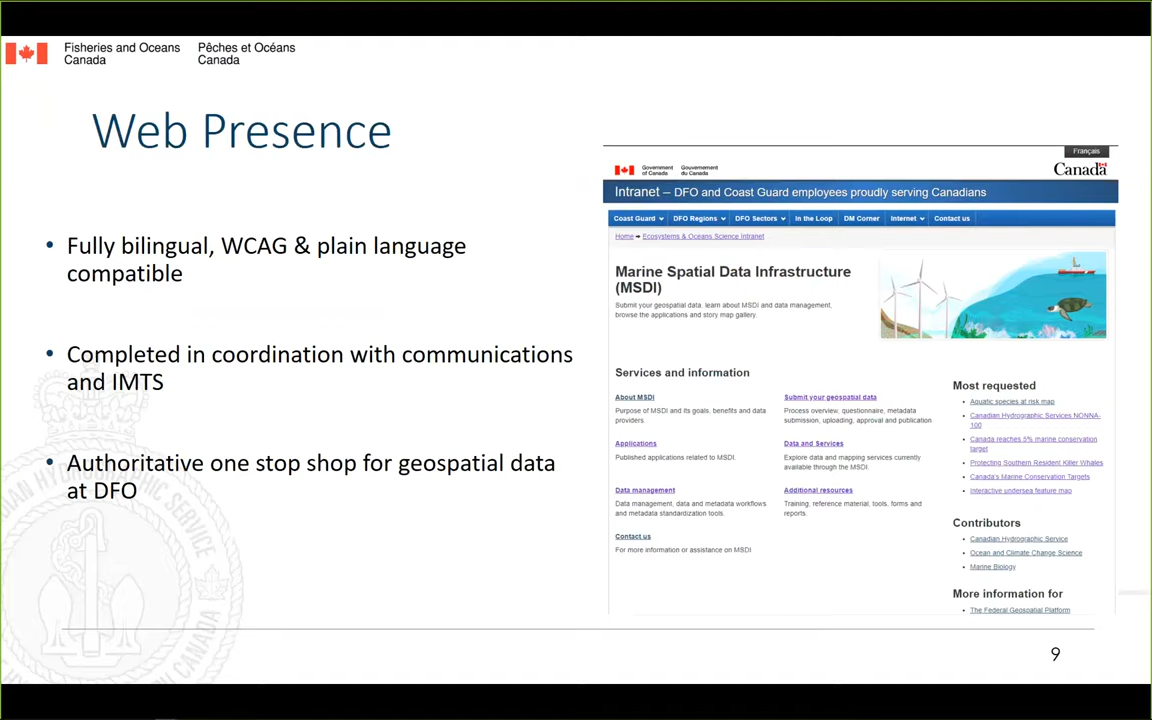 Fisheries and Oceans Pêches et Océans
Canada Canada
Web Presence
• Fully bilingual, WCAG & plain language
compatible
• Completed in coordination with communications
and IMTS
• Authoritative one stop shop for geospatial data
at DFO
Français
Government of Canada Gouvernement du Canada
Canada
Intranet – DFO and Coast Guard employees proudly serving Canadians
Coast Guard DFO Regions DFO Sectors In the Loop DM Corner Internet Contact us
Home ➡ Ecosystems & Oceans Science Intranet
Marine Spatial Data Infrastructure
(MSDI)
Submit your geospatial data, learn about MSDI and data management,
browse the applications and story map gallery.
Services and information
About MSDI
Purpose of MSDI and its goals, benefits and data
providers.
Submit your geospatial data
Process overview, questionnaire, metadata
submission, uploading, approval and publication
Applications
Published applications related to MSDI.
Data and Services
Explore data and mapping services currently
available through the MSDI.
Data management
Data management, data and metadata workflows
and metadata standardization tools.
Additional resources
Training, reference material, tools, forms and
reports.
Contact us
For more information or assistance on MSDI
Most requested
• Aquatic species at risk map
• Canadian Hydrographic Services NONNA-
100
• Canada reaches 5% marine conservation
target
• Protecting Southern Resident Killer Whales
• Canada's Marine Conservation Targets
• Interactive undersea feature map
Contributors
• Canadian Hydrographic Service
• Ocean and Climate Change Science
• Marine Biology
More information for
• The Federal Geospatial Platform
9